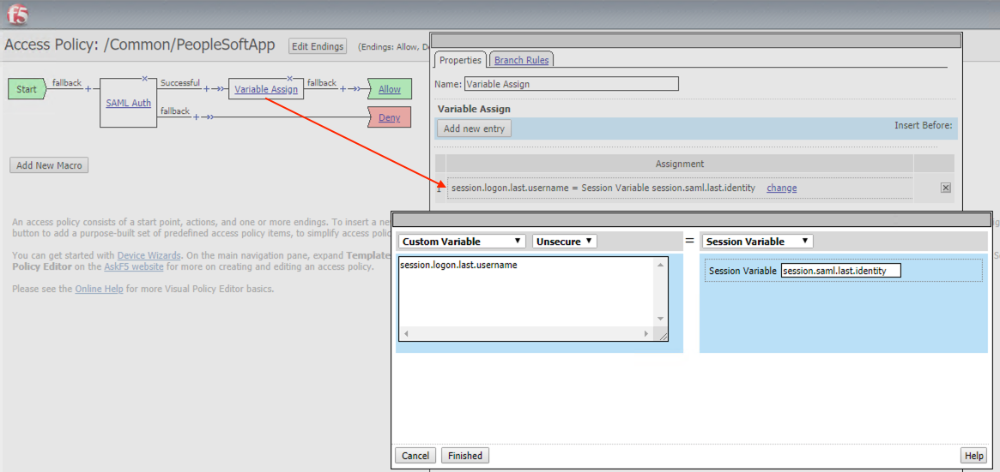 f5
Access Policy: /Common/PeopleSoftApp Edit Endings (Endings: Allow, De
Start fallback + SAML Auth Successful + Variable Assign fallback + Allow
fallback + Deny
Add New Macro
An access policy consists of a start point, actions, and one or more endings. To insert a ne
button to add a purpose-built set of predefined access policy items, to simplify access polic
You can get started with Device Wizards. On the main navigation pane, expand Template
Policy Editor on the AskF5 website for more on creating and editing an access policy.
Please see the Online Help for more Visual Policy Editor basics.
Properties Branch Rules
Name: Variable Assign
Variable Assign
Add new entry Insert Before:
Assignment
1 session.logon.last.username = Session Variable session.saml.last.identity change
Custom Variable Unsecure = Session Variable
session.logon.last.username
Session Variable session.saml.last.identity
Cancel Finished Help